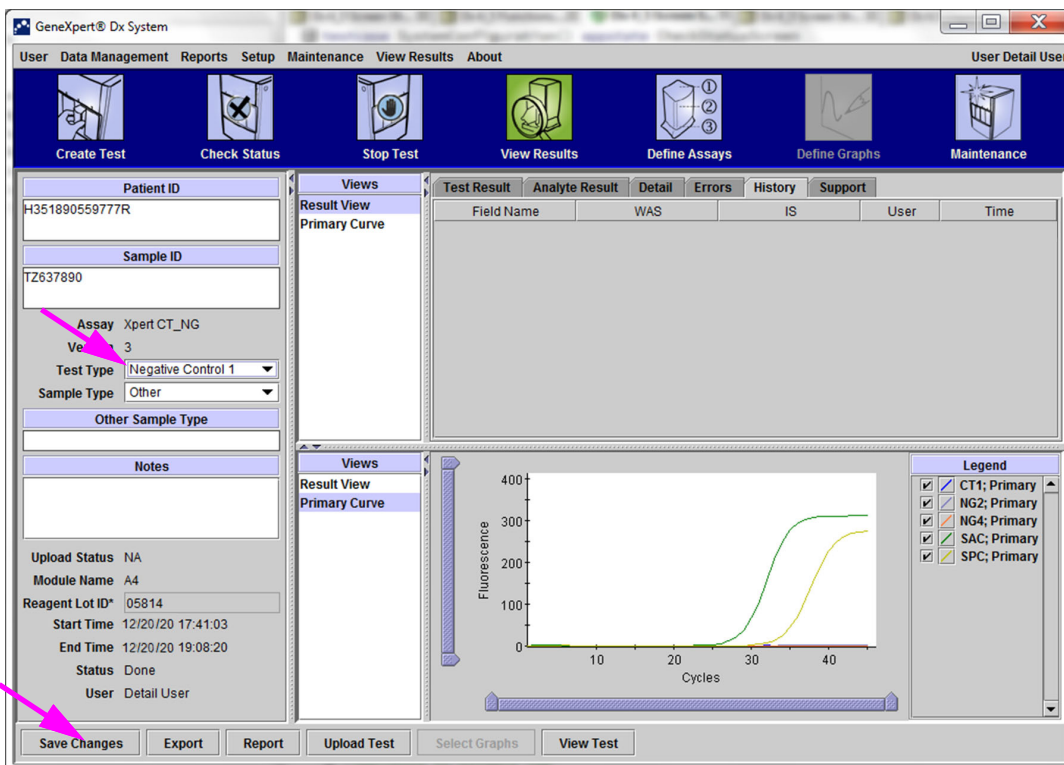 GeneXpert® Dx System
User Data Management Reports Setup Maintenance View Results About User Detail User
Create Test Check Status Stop Test View Results Define Assays Define Graphs Maintenance
Patient ID
H351890559777R
Sample ID
TZ637890
Assay Xpert CT_NG
3
Test Type Negative Control 1
Sample Type Other
Other Sample Type
Notes
Upload Status NA
Module Name A4
Reagent Lot ID* 05814
Start Time 12/20/20 17:41:03
End Time 12/20/20 19:08:20
Status Done
User Detail User
Views
Result View
Primary Curve
Test Result Analyte Result Detail Errors History Support
Field Name WAS IS User Time
Views
Result View
Primary Curve
400
300
200
100
0
Fluorescence
10 20 30 40
Cycles
Legend
CT1; Primary
NG2; Primary
NG4; Primary
SAC; Primary
SPC; Primary
Save Changes Export Report Upload Test Select Graphs View Test